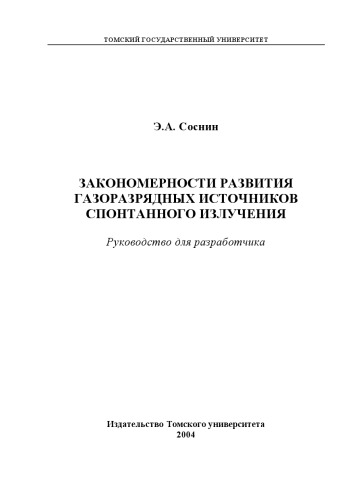 ТОМСКИЙ ГОСУДАРСТВЕННЫЙ УНИВЕРСИТЕТ
Э.А. Соснин
ЗАКОНОМЕРНОСТИ РАЗВИТИЯ
ГАЗОРАЗРЯДНЫХ ИСТОЧНИКОВ
СПОНТАННОГО ИЗЛУЧЕНИЯ
Руководство для разработчика
Издательство Томского университета
2004